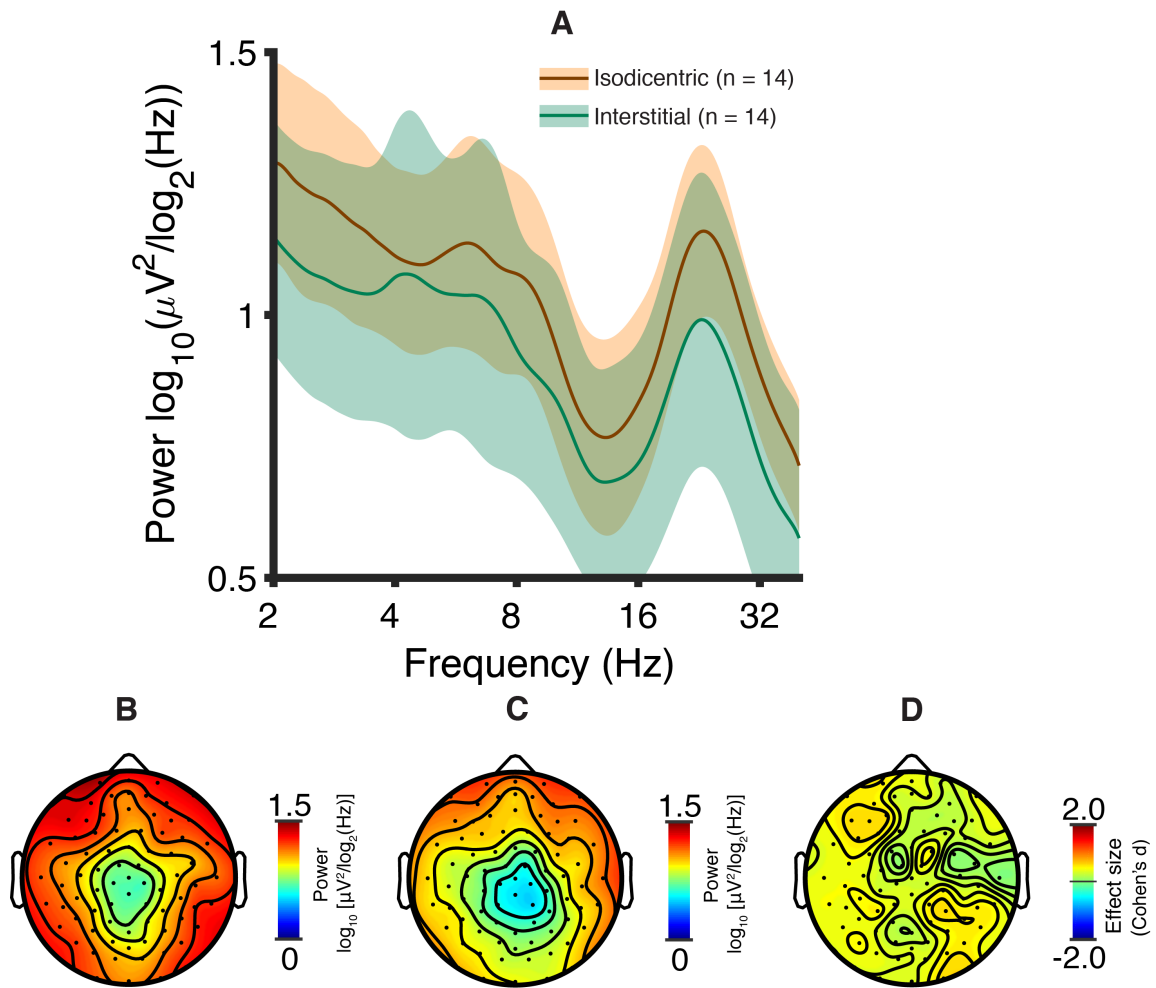 A
1.5
Isodicentric (n = 14)
Interstitial (n = 14)
Power log10(μV2/log2(Hz))
1
0.5
2 4 8 16 32
Frequency (Hz)
B C D
1.5
Power
log10 [μV2/log2(Hz)]
0
1.5
Power
log10 [μV2/log2(Hz)]
0
2.0
Effect size
(Cohen's d)
-2.0